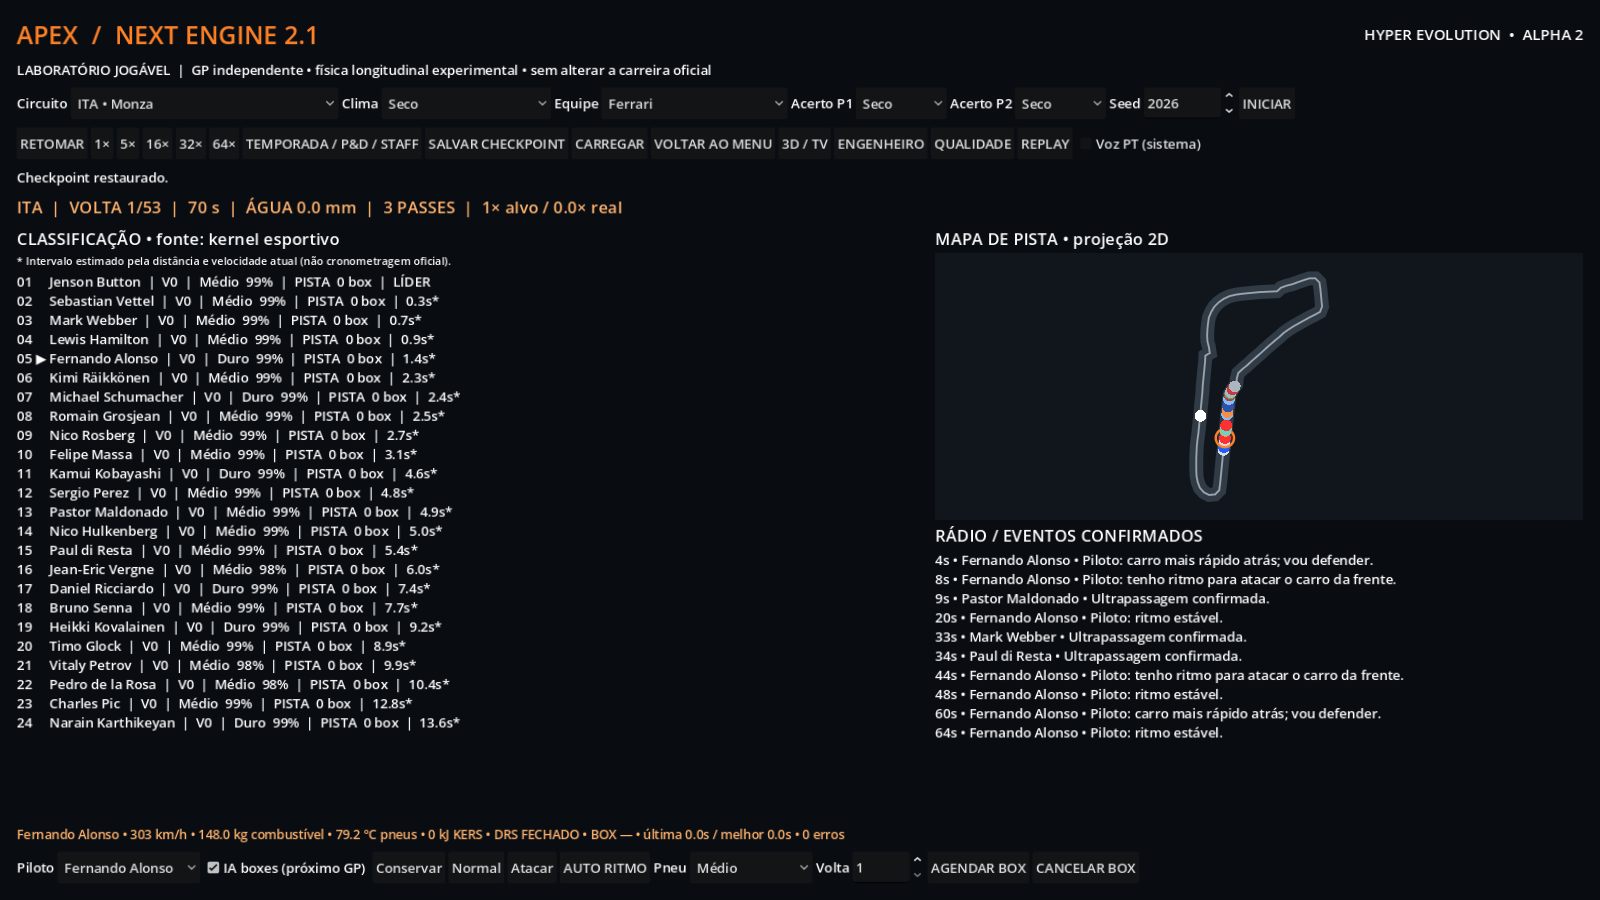 APEX / NEXT ENGINE 2.1
HYPER EVOLUTION • ALPHA 2
LABORATÓRIO JOGÁVEL | GP independente • física longitudinal experimental • sem alterar a carreira oficial
Circuito ITA • Monza Clima Seco Equipe Ferrari Acerto P1 Seco Acerto P2 Seco Seed 2026 INICIAR
RETOMAR 1× 5× 16× 32× 64× TEMPORADA / P&D / STAFF SALVAR CHECKPOINT CARREGAR VOLTAR AO MENU 3D / TV ENGENHEIRO QUALIDADE REPLAY Voz PT (sistema)
Checkpoint restaurado.
ITA | VOLTA 1/53 | 70 s | ÁGUA 0.0 mm | 3 PASSES | 1× alvo / 0.0× real
CLASSIFICAÇÃO • fonte: kernel esportivo
* Intervalo estimado pela distância e velocidade atual (não cronometragem oficial).
01 Jenson Button | V0 | Médio 99% | PISTA 0 box | LÍDER
02 Sebastian Vettel | V0 | Médio 99% | PISTA 0 box | 0.3s*
03 Mark Webber | V0 | Médio 99% | PISTA 0 box | 0.7s*
04 Lewis Hamilton | V0 | Médio 99% | PISTA 0 box | 0.9s*
05 ▶ Fernando Alonso | V0 | Duro 99% | PISTA 0 box | 1.4s*
06 Kimi Räikkönen | V0 | Médio 99% | PISTA 0 box | 2.3s*
07 Michael Schumacher | V0 | Duro 99% | PISTA 0 box | 2.4s*
08 Romain Grosjean | V0 | Médio 99% | PISTA 0 box | 2.5s*
09 Nico Rosberg | V0 | Médio 99% | PISTA 0 box | 2.7s*
10 Felipe Massa | V0 | Médio 99% | PISTA 0 box | 3.1s*
11 Kamui Kobayashi | V0 | Duro 99% | PISTA 0 box | 4.6s*
12 Sergio Perez | V0 | Médio 99% | PISTA 0 box | 4.8s*
13 Pastor Maldonado | V0 | Médio 99% | PISTA 0 box | 4.9s*
14 Nico Hulkenberg | V0 | Médio 99% | PISTA 0 box | 5.0s*
15 Paul di Resta | V0 | Médio 99% | PISTA 0 box | 5.4s*
16 Jean-Eric Vergne | V0 | Médio 98% | PISTA 0 box | 6.0s*
17 Daniel Ricciardo | V0 | Duro 99% | PISTA 0 box | 7.4s*
18 Bruno Senna | V0 | Médio 99% | PISTA 0 box | 7.7s*
19 Heikki Kovalainen | V0 | Duro 99% | PISTA 0 box | 9.2s*
20 Timo Glock | V0 | Médio 99% | PISTA 0 box | 8.9s*
21 Vitaly Petrov | V0 | Médio 98% | PISTA 0 box | 9.9s*
22 Pedro de la Rosa | V0 | Médio 98% | PISTA 0 box | 10.4s*
23 Charles Pic | V0 | Médio 99% | PISTA 0 box | 12.8s*
24 Narain Karthikeyan | V0 | Duro 99% | PISTA 0 box | 13.6s*
MAPA DE PISTA • projeção 2D
RÁDIO / EVENTOS CONFIRMADOS
4s • Fernando Alonso • Piloto: carro mais rápido atrás; vou defender.
8s • Fernando Alonso • Piloto: tenho ritmo para atacar o carro da frente.
9s • Pastor Maldonado • Ultrapassagem confirmada.
20s • Fernando Alonso • Piloto: ritmo estável.
33s • Mark Webber • Ultrapassagem confirmada.
34s • Paul di Resta • Ultrapassagem confirmada.
44s • Fernando Alonso • Piloto: tenho ritmo para atacar o carro da frente.
48s • Fernando Alonso • Piloto: ritmo estável.
60s • Fernando Alonso • Piloto: carro mais rápido atrás; vou defender.
64s • Fernando Alonso • Piloto: ritmo estável.
Fernando Alonso • 303 km/h • 148.0 kg combustível • 79.2 °C pneus • 0 kJ KERS • DRS FECHADO • BOX — • última 0.0s / melhor 0.0s • 0 erros
Piloto Fernando Alonso IA boxes (próximo GP) Conservar Normal Atacar AUTO RITMO Pneu Médio Volta 1 AGENDAR BOX CANCELAR BOX